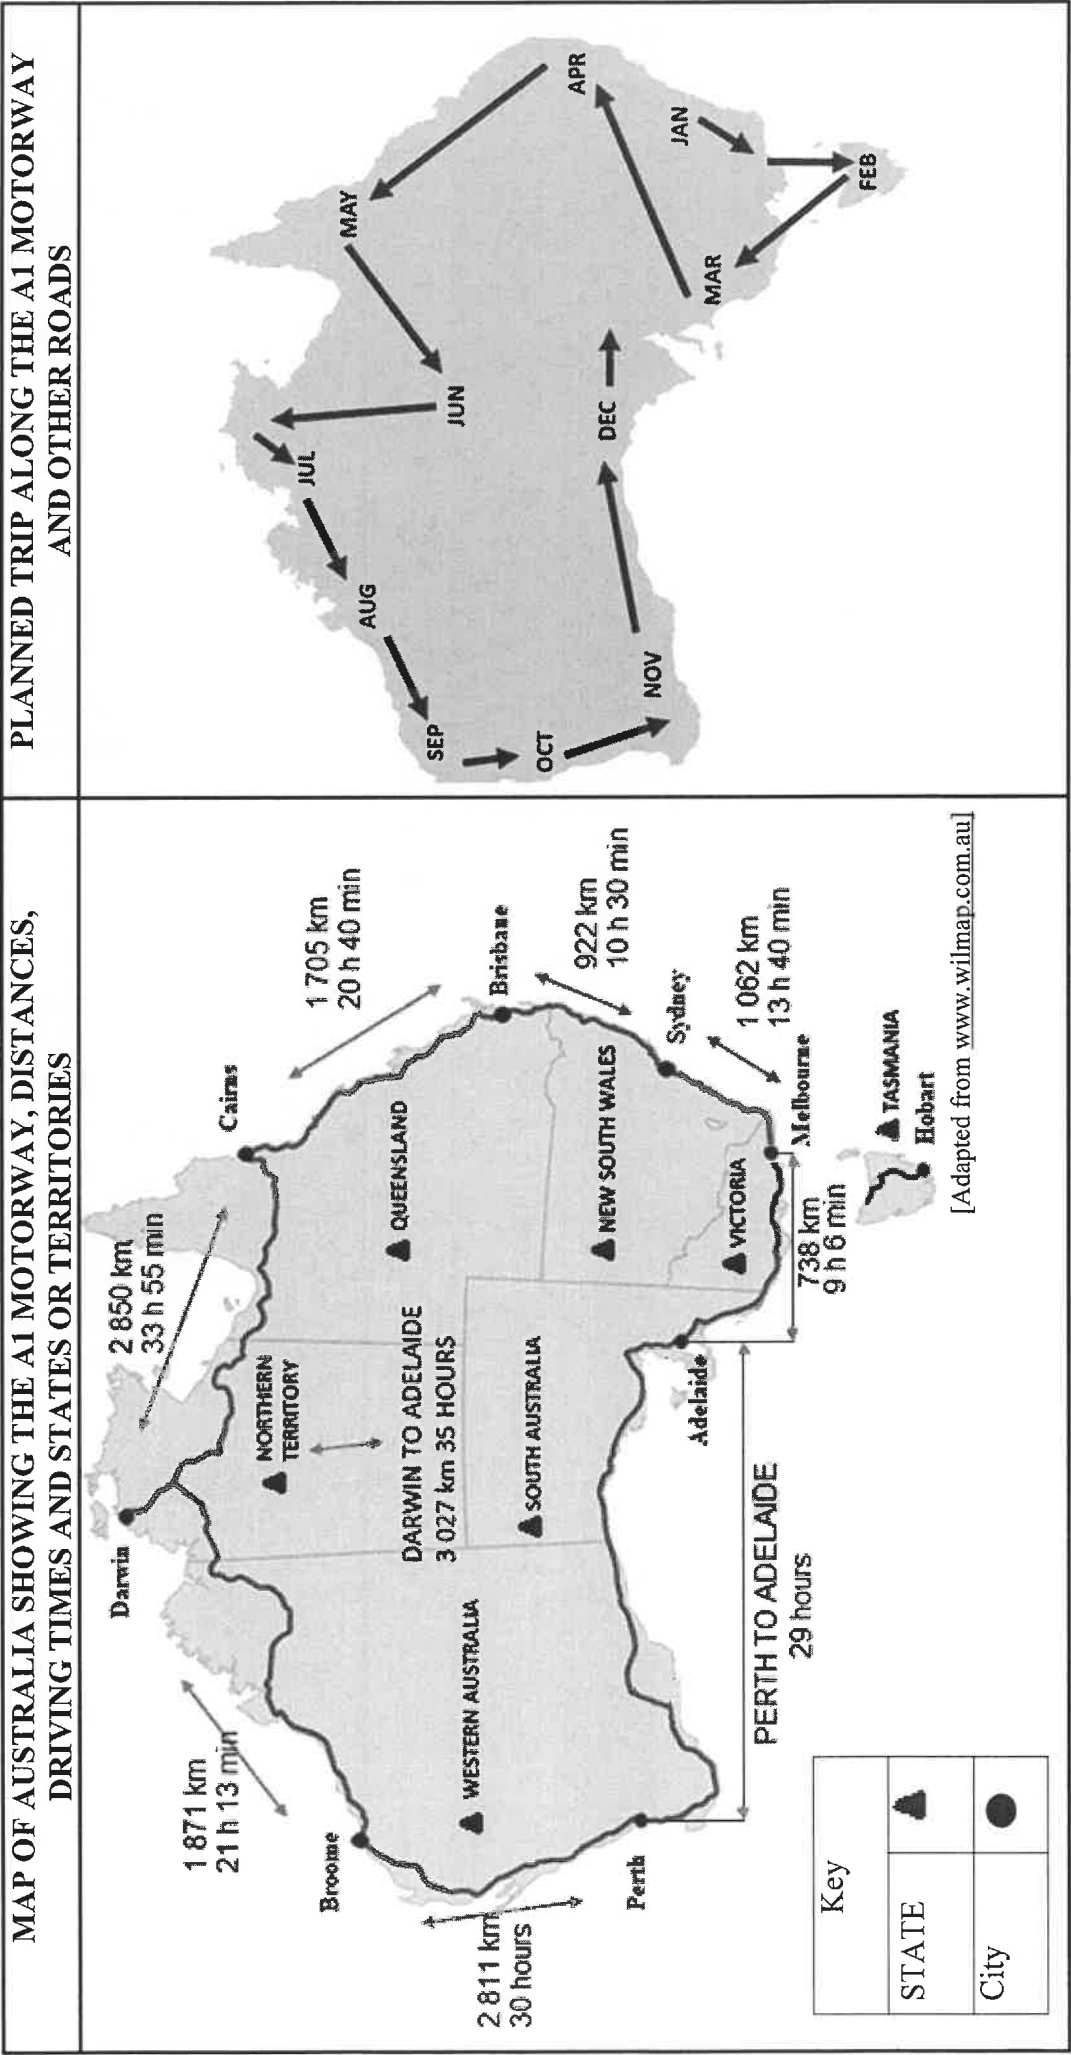 MAP OF AUSTRALIA SHOWING THE A1 MOTORWAY, DISTANCES,
DRIVING TIMES AND STATES OR TERRITORIES
Darwin
2 850 km
33 h 55 min
Cairns
1 705 km
20 h 40 min
1 871 km
21 h 13 min
Broome
NORTHERN
TERRITORY
QUEENSLAND
DARWIN TO ADELAIDE
3 027 km 35 HOURS
Brisbane
2 811 km
30 hours
WESTERN AUSTRALIA
SOUTH AUSTRALIA
NEW SOUTH WALES
922 km
10 h 30 min
Perth
Adelaide
Sydney
VICTORIA
1 062 km
13 h 40 min
Melbourne
738 km
9 h 6 min
PERTH TO ADELAIDE
29 hours
TASMANIA
Hobart
Key
STATE
City
[Adapted from www.wilmap.com.au]
PLANNED TRIP ALONG THE A1 MOTORWAY
AND OTHER ROADS
JAN
FEB
MAR
APR
MAY
JUN
JUL
AUG
SEP
OCT
NOV
DEC